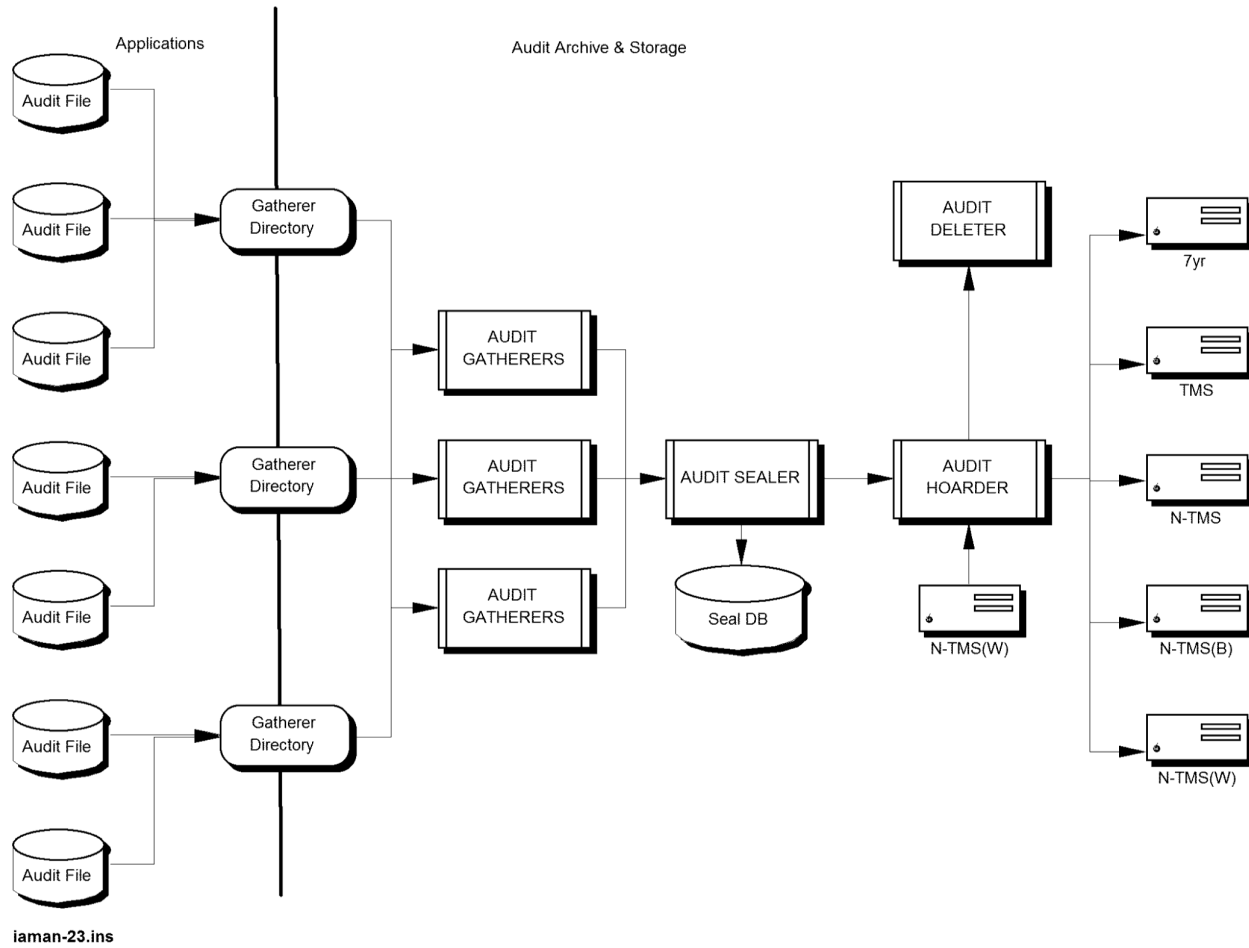 Applications
Audit Archive & Storage
Audit File
Audit File
Audit File
Audit File
Audit File
Audit File
Audit File
Gatherer
Directory
Gatherer
Directory
Gatherer
Directory
AUDIT
GATHERERS
AUDIT
GATHERERS
AUDIT
GATHERERS
AUDIT SEALER
Seal DB
AUDIT
DELETER
AUDIT
HOARDER
N-TMS(W)
7yr
TMS
N-TMS
N-TMS(B)
N-TMS(W)
iaman-23.ins